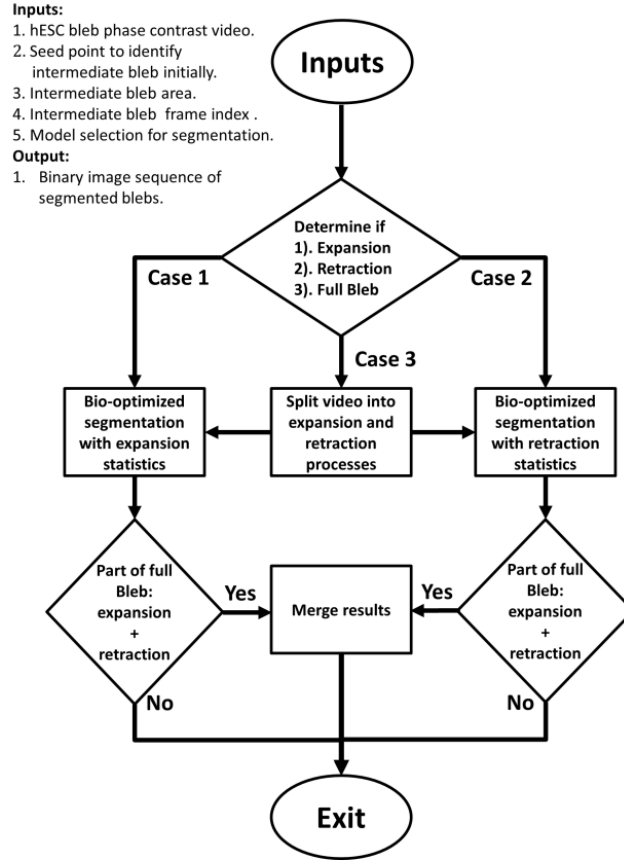 Inputs:
1. hESC bleb phase contrast video.
2. Seed point to identify
intermediate bleb initially.
3. Intermediate bleb area.
4. Intermediate bleb frame index .
5. Model selection for segmentation.
Output:
1. Binary image sequence of
segmented blebs.
Inputs
Determine if
1). Expansion
2). Retraction
3). Full Bleb
Case 1
Case 2
Case 3
Bio-optimized
segmentation
with expansion
statistics
Split video into
expansion and
retraction
processes
Bio-optimized
segmentation
with retraction
statistics
Part of full
Bleb:
expansion
+
retraction
Yes
Merge results
Yes
Part of full
Bleb:
expansion
+
retraction
No
No
Exit